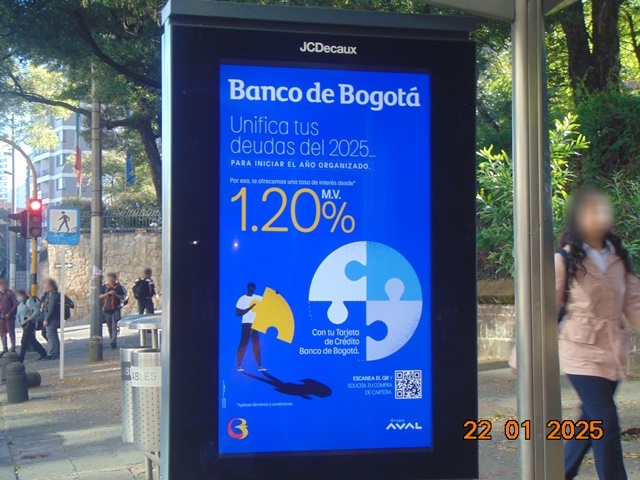 JCDecaux
Banco de Bogotá
Unifica tus
deudas del 2025...
PARA INICIAR EL AÑO ORGANIZADO.
Por eso, te ofrecemos una tasa de interés desde*
1.20%
M.V.
Con tu Tarjeta
de Crédito
Banco de Bogotá.
ESCANEA EL QR Y
SOLICITA TU COMPRA
DE CARTERA.
*Aplican términos y condiciones.
Grupo
AVAL
ABLES
22 01 2025